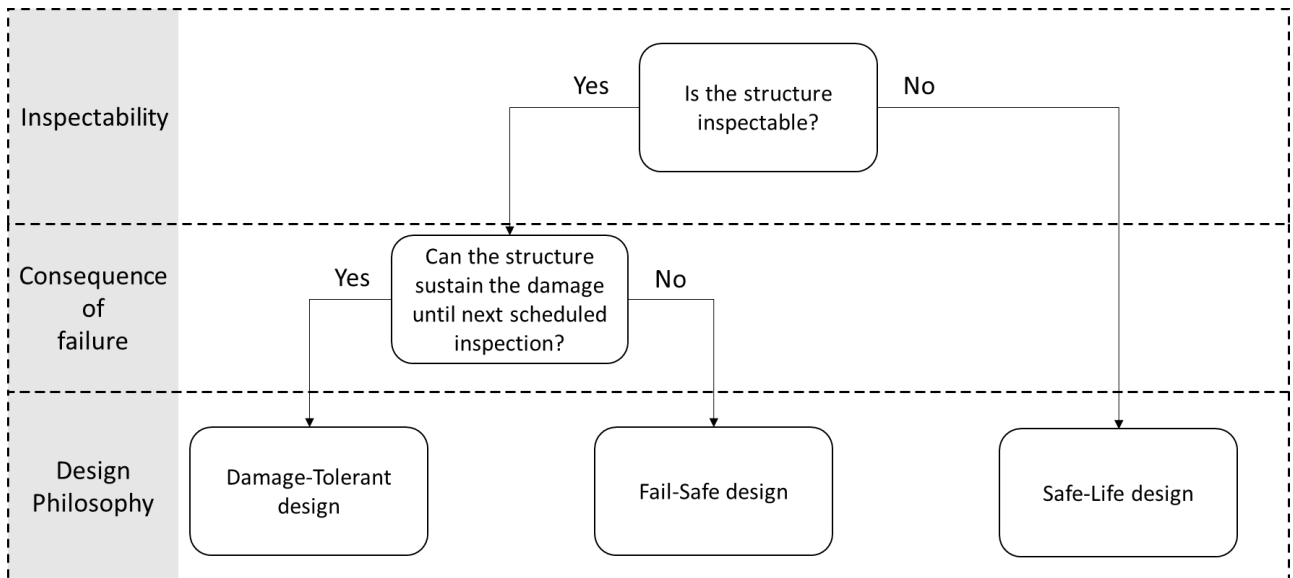 Inspectability
Yes
Is the structure
inspectable?
No
Consequence
of
failure
Yes
Can the structure
sustain the damage
until next scheduled
inspection?
No
Design
Philosophy
Damage-Tolerant
design
Fail-Safe design
Safe-Life design